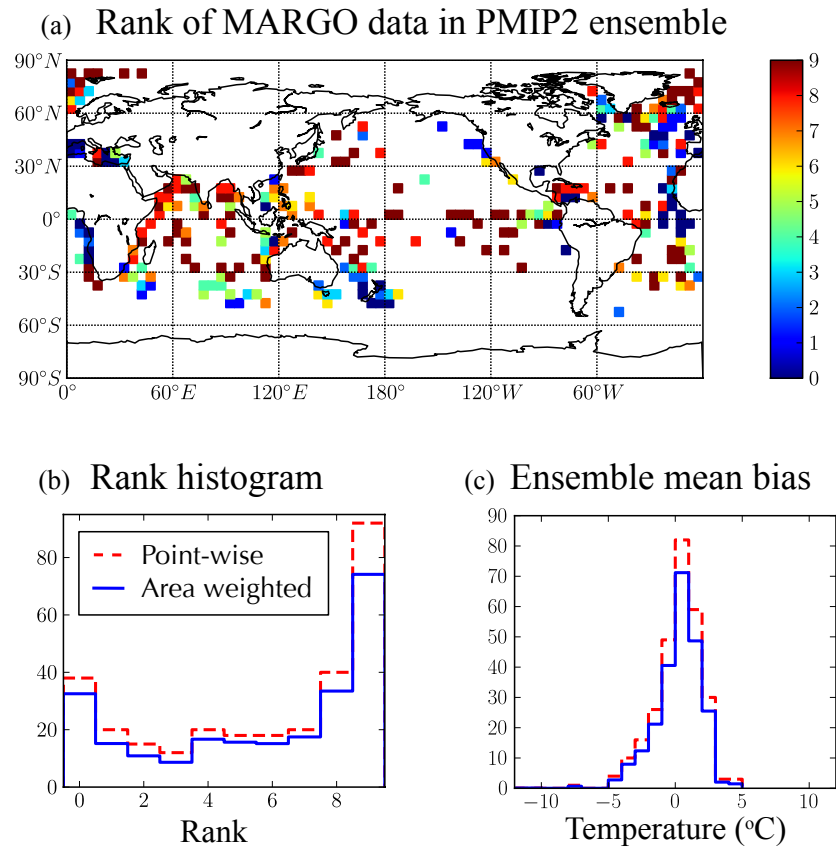 (a) Rank of MARGO data in PMIP2 ensemble
90°N
60°N
30°N
0°
30°S
60°S
90°S
0° 60°E 120°E 180° 120°W 60°W
9
8
7
6
5
4
3
2
1
0
(b) Rank histogram
Point-wise
Area weighted
80
60
40
20
0
0 2 4 6 8
Rank
(c) Ensemble mean bias
90
80
70
60
50
40
30
20
10
0
−10 −5 0 5 10
Temperature (°C)